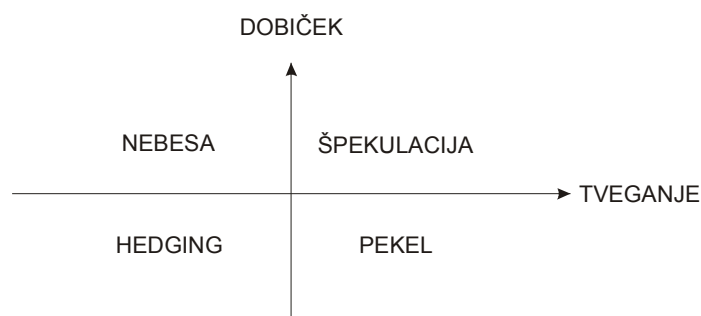 DOBIČEK
NEBESA
ŠPEKULACIJA
TVEGANJE
HEDGING
PEKEL